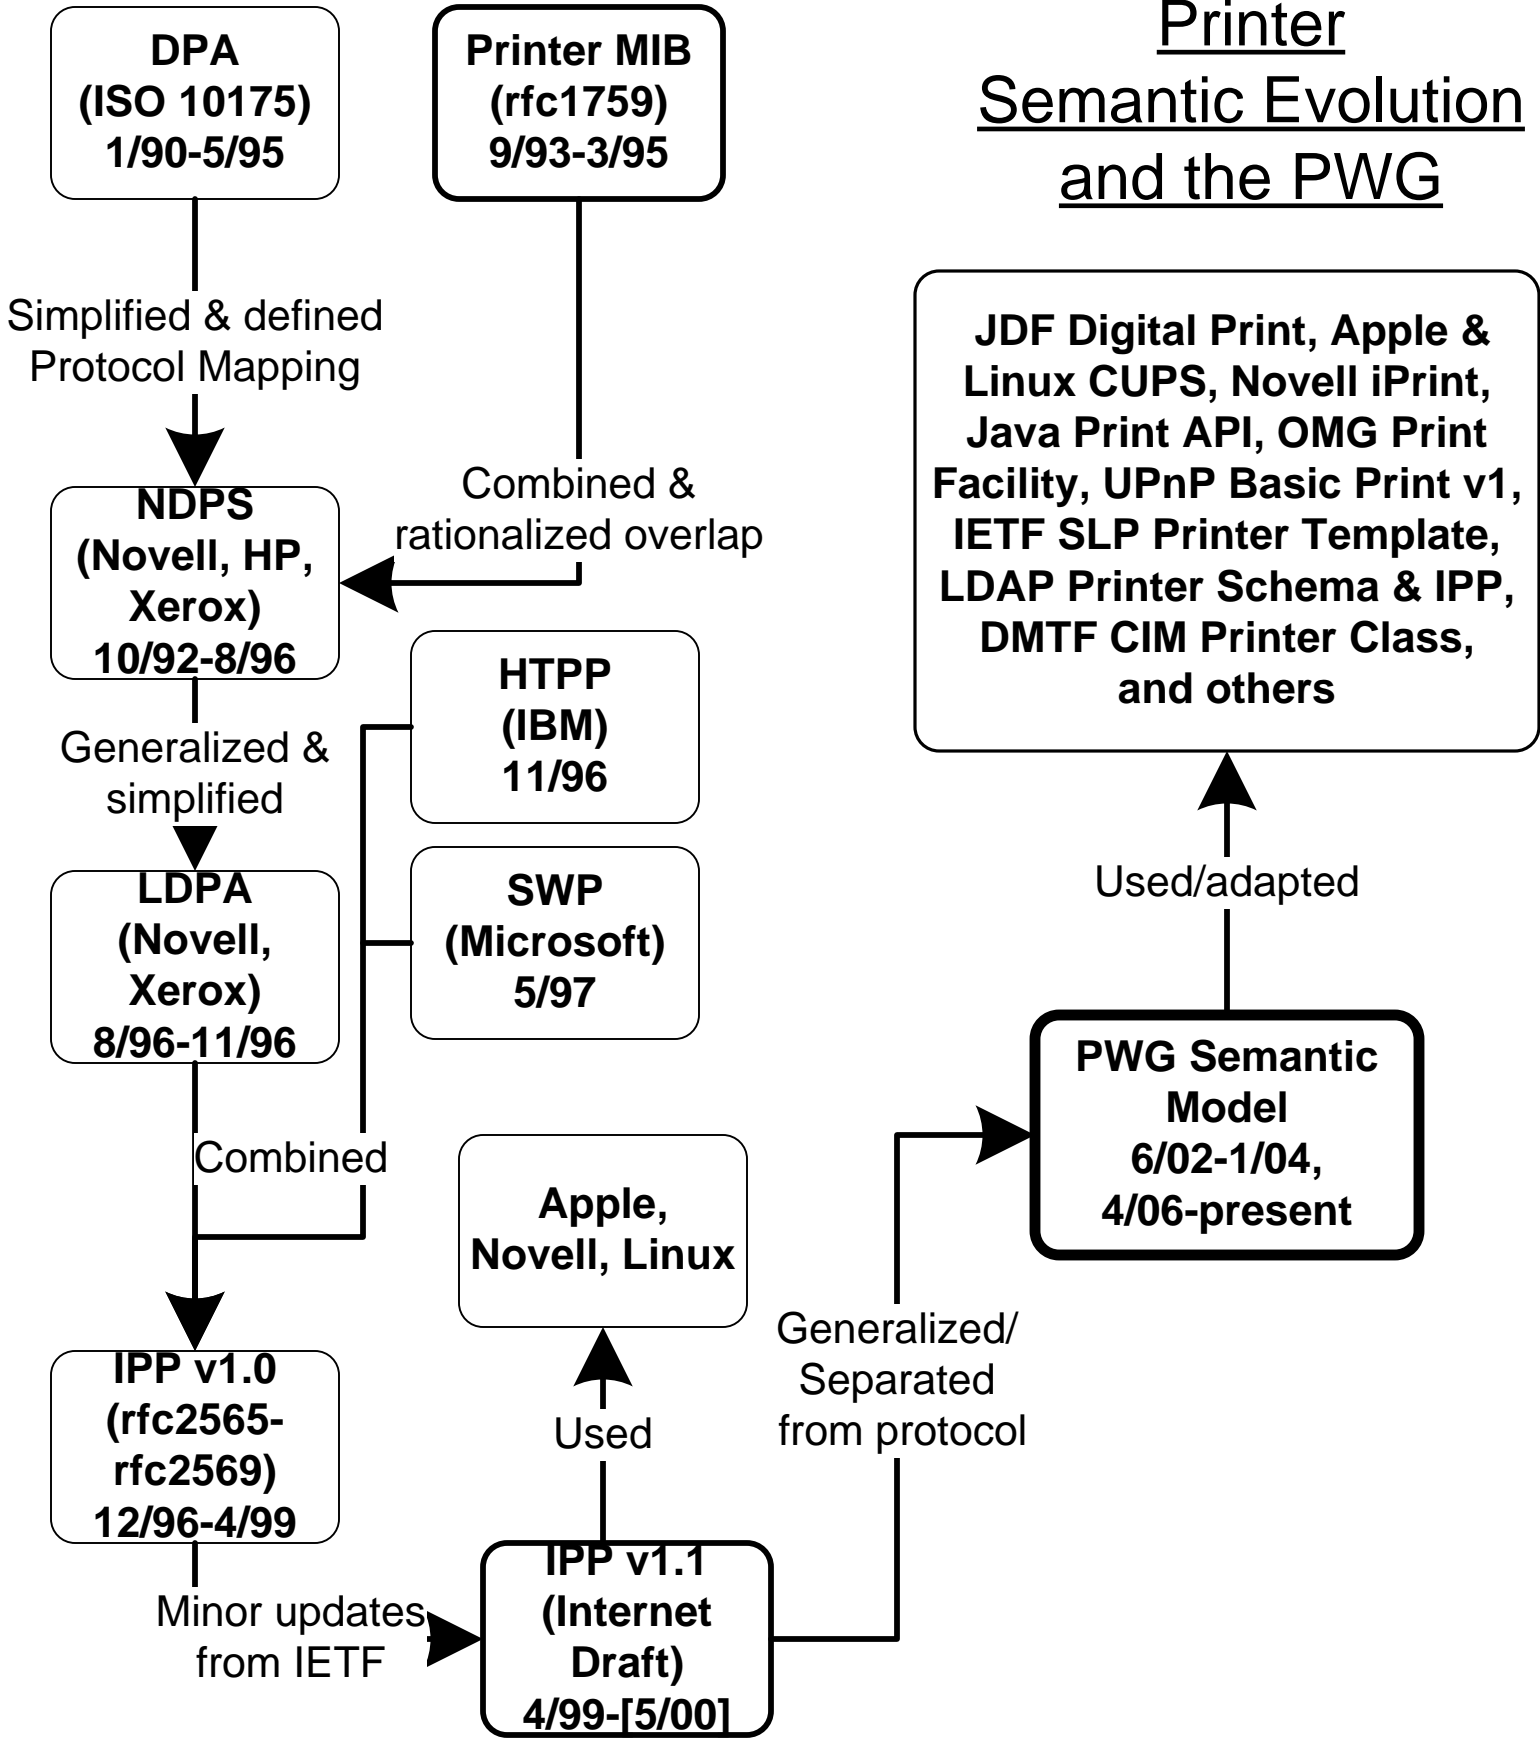 Printer
Semantic Evolution
and the PWG
DPA
(ISO 10175)
1/90-5/95
Printer MIB
(rfc1759)
9/93-3/95
Simplified & defined
Protocol Mapping
Combined &
rationalized overlap
NDPS
(Novell, HP,
Xerox)
10/92-8/96
Generalized &
simplified
HTPP
(IBM)
11/96
SWP
(Microsoft)
5/97
LDPA
(Novell,
Xerox)
8/96-11/96
Combined
IPP v1.0
(rfc2565-
rfc2569)
12/96-4/99
Minor updates
from IETF
IPP v1.1
(Internet
Draft)
4/99-[5/00]
Used
Apple,
Novell, Linux
Generalized/
Separated
from protocol
PWG Semantic
Model
6/02-1/04,
4/06-present
Used/adapted
JDF Digital Print, Apple &
Linux CUPS, Novell iPrint,
Java Print API, OMG Print
Facility, UPnP Basic Print v1,
IETF SLP Printer Template,
LDAP Printer Schema & IPP,
DMTF CIM Printer Class,
and others